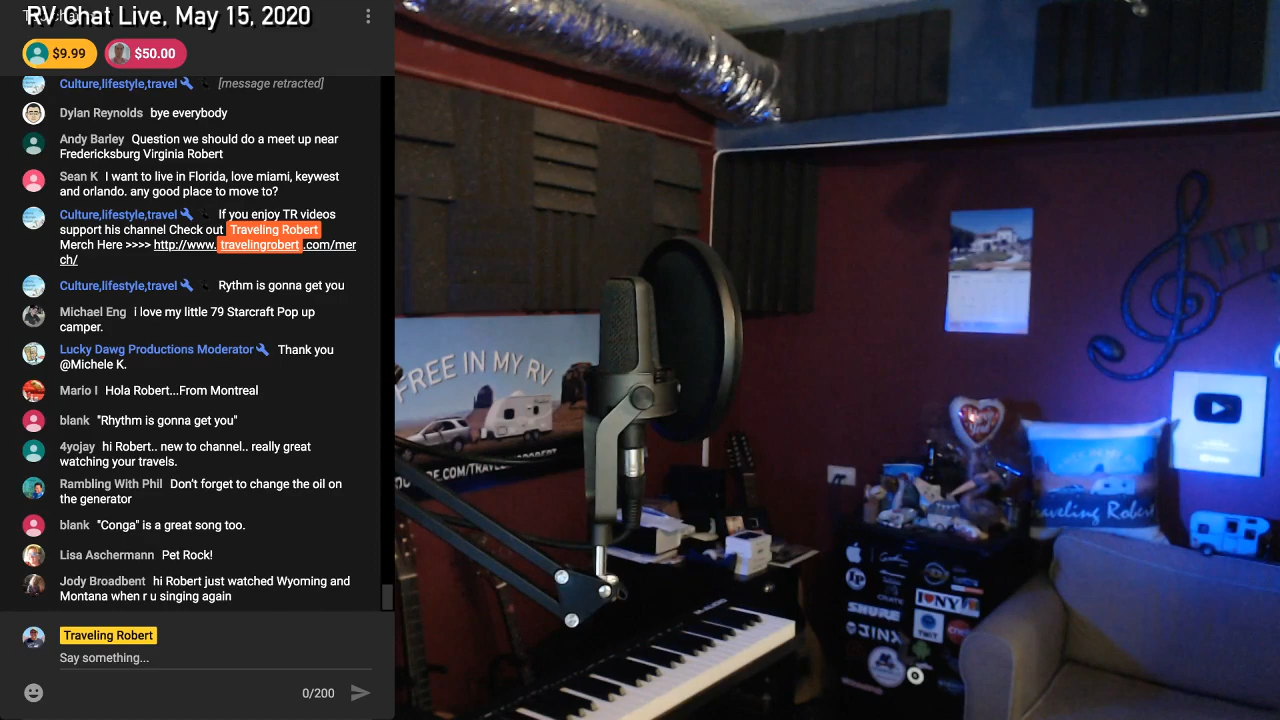 RV Chat Live, May 15, 2020
$9.99 $50.00
Culture,lifestyle,travel [message retracted]
Dylan Reynolds bye everybody
Andy Barley Question we should do a meet up near
Fredericksburg Virginia Robert
Sean K I want to live in Florida, love miami, keywest
and orlando. any good place to move to?
Culture,lifestyle,travel If you enjoy TR videos
support his channel Check out Traveling Robert
Merch Here >>>> http://www.travelingrobert.com/mer
ch/
Culture,lifestyle,travel Rythm is gonna get you
Michael Eng i love my little 79 Starcraft Pop up
camper.
Lucky Dawg Productions Moderator Thank you
@Michele K.
Mario I Hola Robert...From Montreal
blank "Rhythm is gonna get you"
4yojay hi Robert.. new to channel.. really great
watching your travels.
Rambling With Phil Don't forget to change the oil on
the generator
blank "Conga" is a great song too.
Lisa Aschermann Pet Rock!
Jody Broadbent hi Robert just watched Wyoming and
Montana when r u singing again
Traveling Robert
Say something...
0/200
FREE IN MY RV
FREE IN MY RV
Traveling Robert
I NY
SHURE
TWiT
JINX